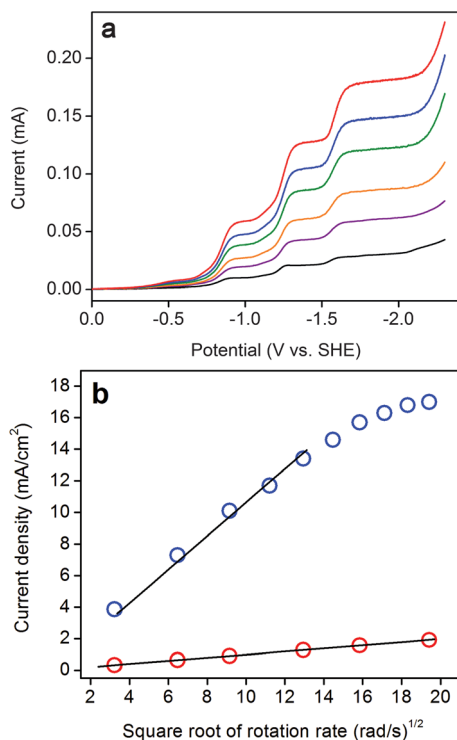 a
0.20
0.15
0.10
0.05
0.00
Current (mA)
0.0 -0.5 -1.0 -1.5 -2.0
Potential (V vs. SHE)
b
18
16
14
12
10
8
6
4
2
0
Current density (mA/cm²)
2 4 6 8 10 12 14 16 18 20
Square root of rotation rate (rad/s)¹/²